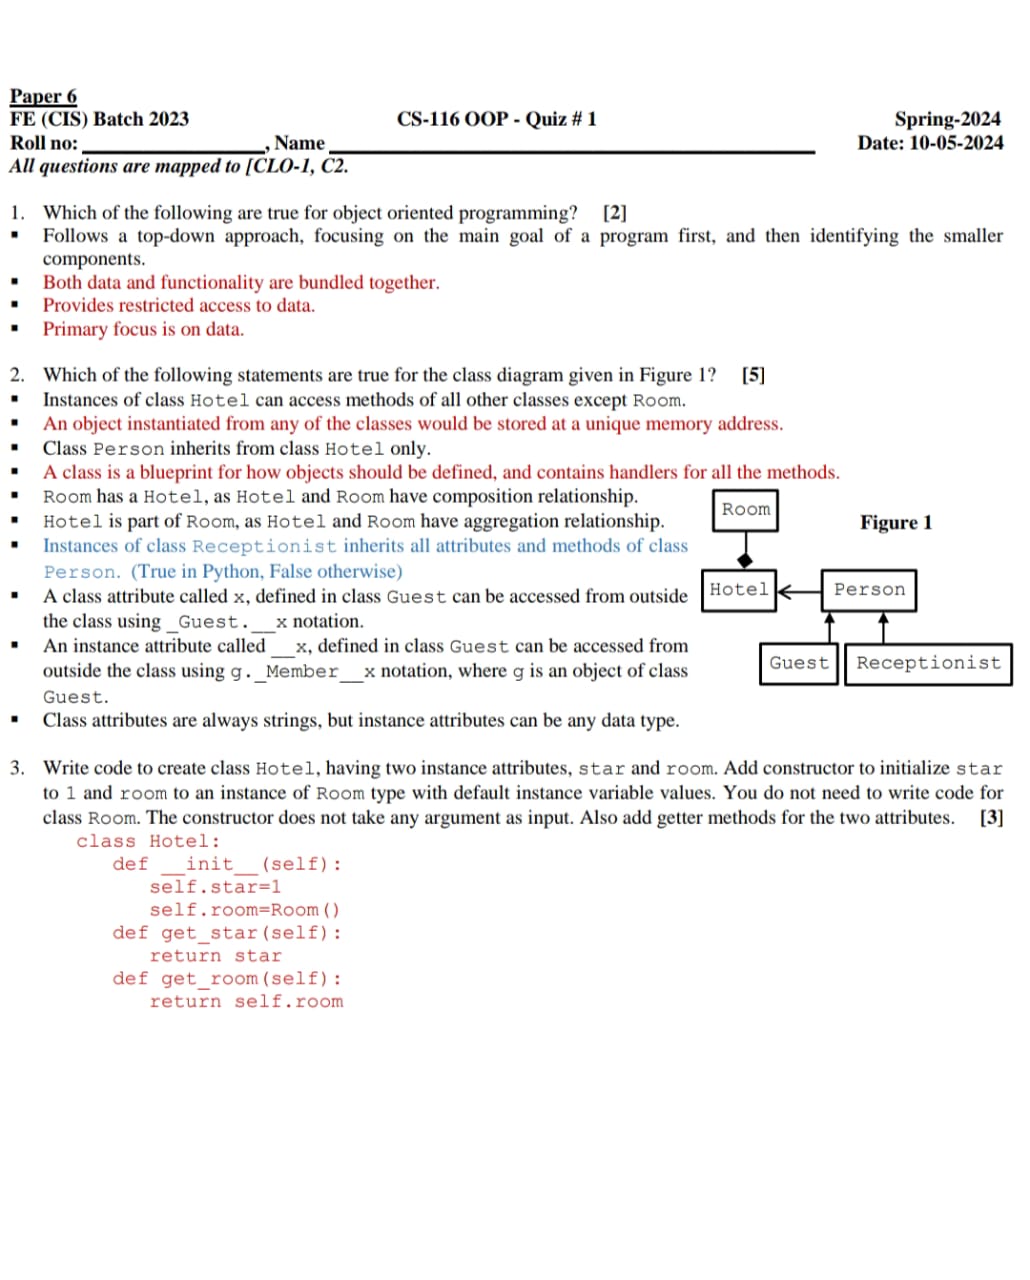 Paper 6
FE (CIS) Batch 2023 CS-116 OOP - Quiz # 1 Spring-2024
Roll no: ____________________, Name ____________________ Date: 10-05-2024
All questions are mapped to [CLO-1, C2.
1. Which of the following are true for object oriented programming? [2]
▪ Follows a top-down approach, focusing on the main goal of a program first, and then identifying the smaller
components.
▪ Both data and functionality are bundled together.
▪ Provides restricted access to data.
▪ Primary focus is on data.
2. Which of the following statements are true for the class diagram given in Figure 1? [5]
▪ Instances of class Hotel can access methods of all other classes except Room.
▪ An object instantiated from any of the classes would be stored at a unique memory address.
▪ Class Person inherits from class Hotel only.
▪ A class is a blueprint for how objects should be defined, and contains handlers for all the methods.
▪ Room has a Hotel, as Hotel and Room have composition relationship.
▪ Hotel is part of Room, as Hotel and Room have aggregation relationship.
▪ Instances of class Receptionist inherits all attributes and methods of class
Person. (True in Python, False otherwise)
▪ A class attribute called x, defined in class Guest can be accessed from outside
the class using _Guest.__x notation.
▪ An instance attribute called __x, defined in class Guest can be accessed from
outside the class using g._Member__x notation, where g is an object of class
Guest.
▪ Class attributes are always strings, but instance attributes can be any data type.
Room
Figure 1
Hotel
Person
Guest
Receptionist
3. Write code to create class Hotel, having two instance attributes, star and room. Add constructor to initialize star
to 1 and room to an instance of Room type with default instance variable values. You do not need to write code for
class Room. The constructor does not take any argument as input. Also add getter methods for the two attributes. [3]
class Hotel:
def __init__(self):
self.star=1
self.room=Room()
def get_star(self):
return star
def get_room(self):
return self.room